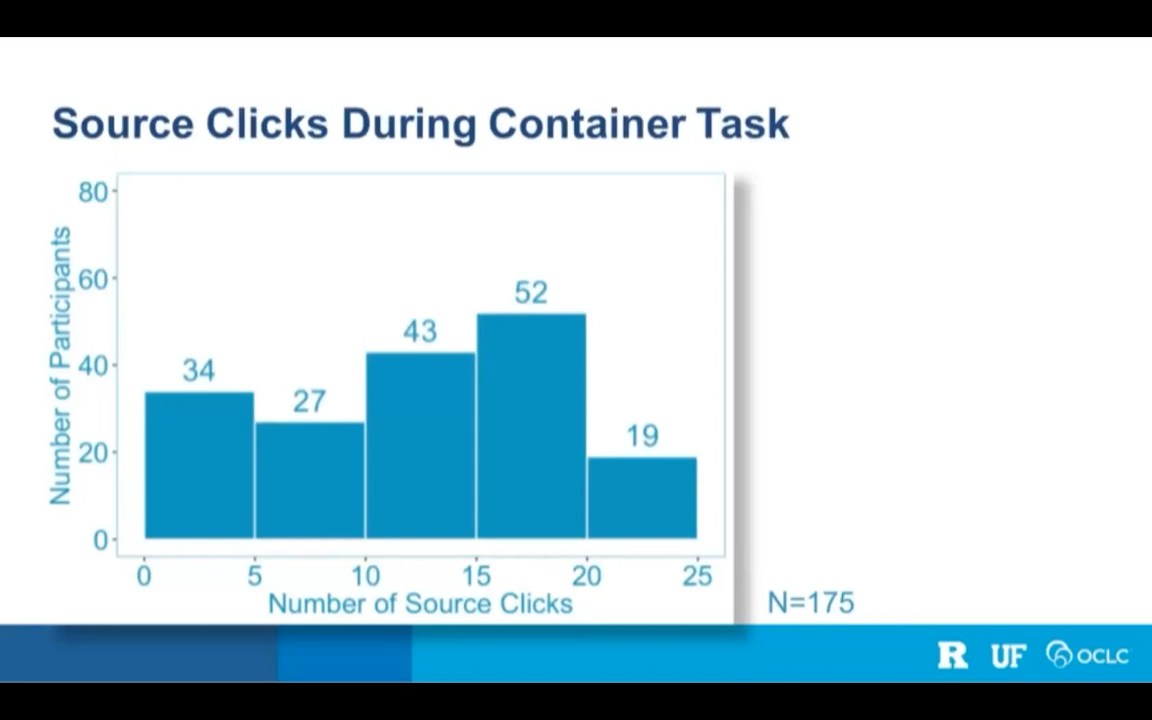 Source Clicks During Container Task
80
60
40
20
0
Number of Participants
34
27
43
52
19
0 5 10 15 20 25
Number of Source Clicks
N=175
R UF OCLC